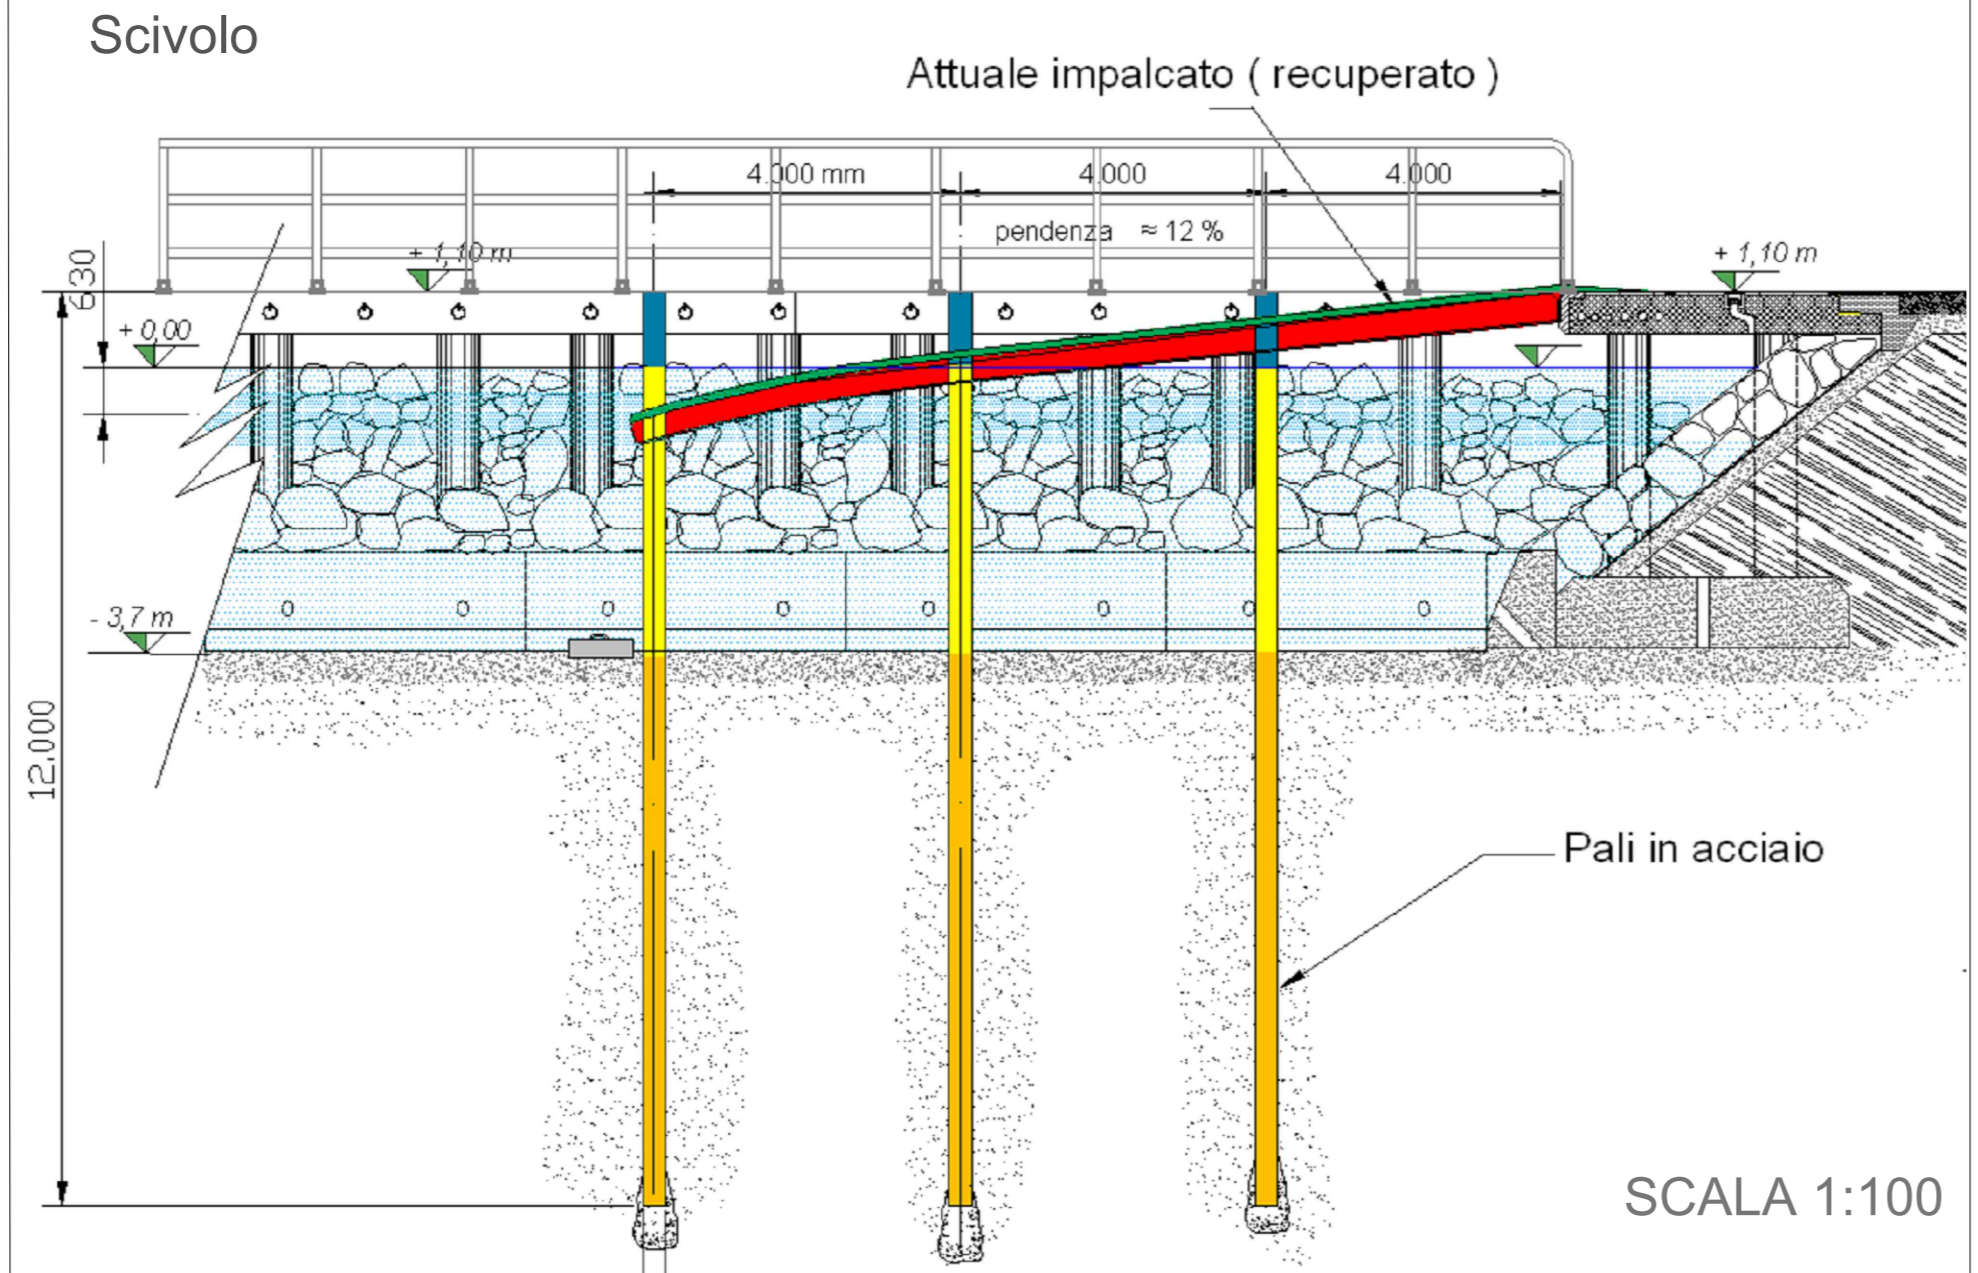 Scivolo
Attuale impalcato ( recuperato )
4.000 mm
4.000
4.000
pendenza ≈ 12 %
+ 1,10 m
+ 1,10 m
630
+ 0,00
- 3,7 m
12.000
Pali in acciaio
SCALA 1:100